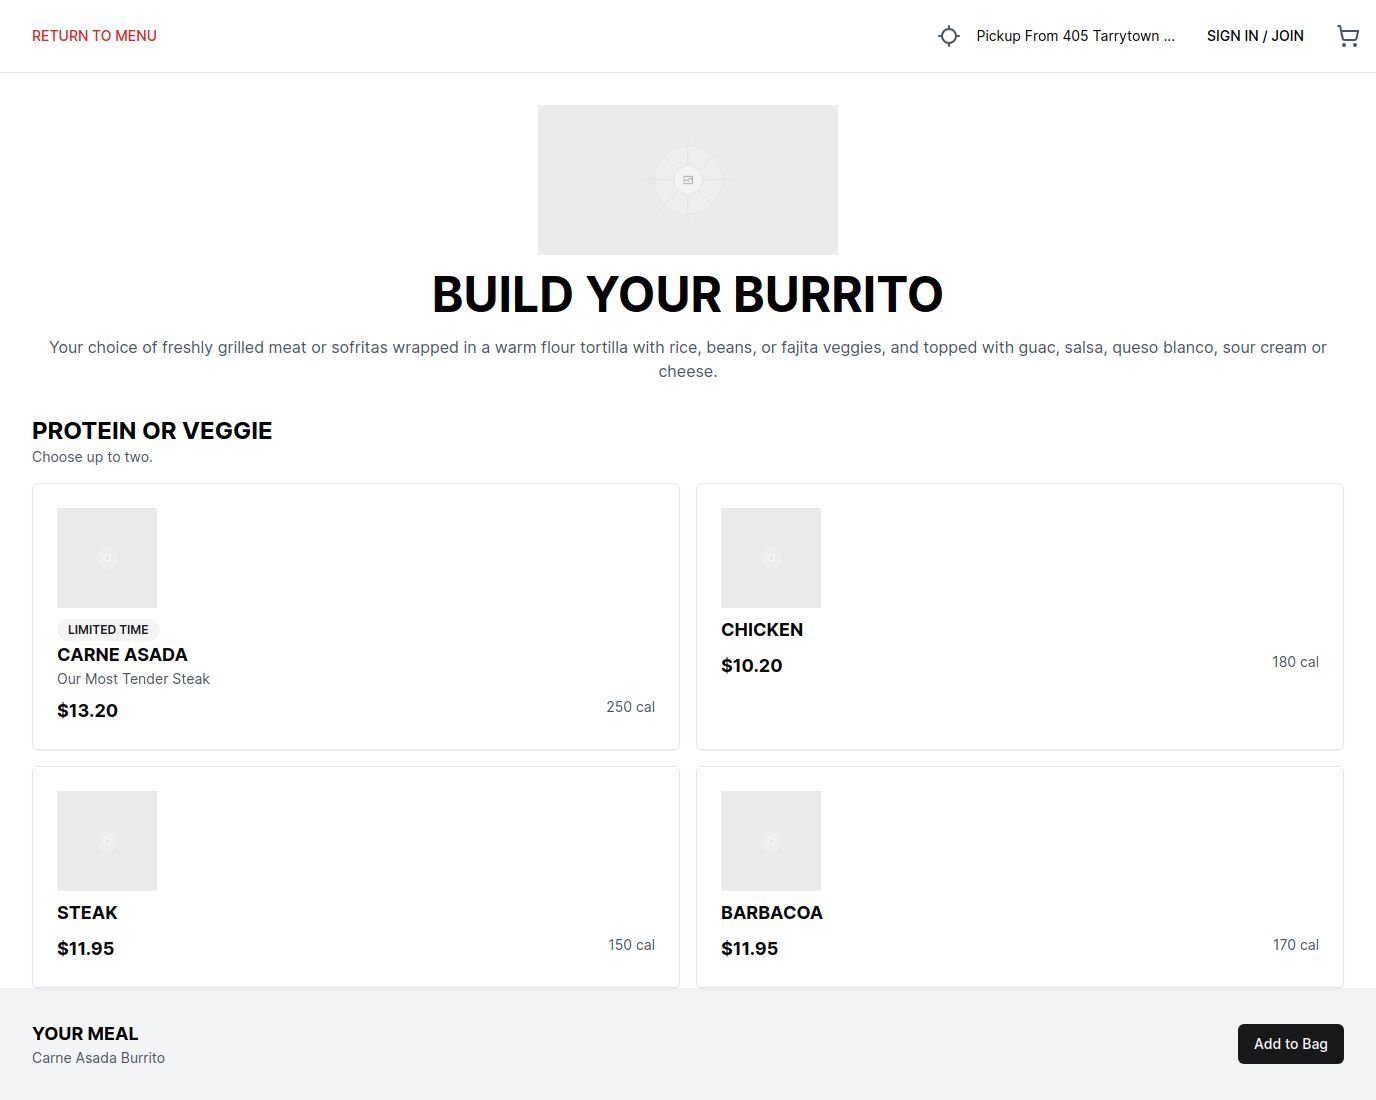 RETURN TO MENU
Pickup From 405 Tarrytown ...
SIGN IN / JOIN
BUILD YOUR BURRITO
Your choice of freshly grilled meat or sofritas wrapped in a warm flour tortilla with rice, beans, or fajita veggies, and topped with guac, salsa, queso blanco, sour cream or
cheese.
PROTEIN OR VEGGIE
Choose up to two.
LIMITED TIME
CARNE ASADA
Our Most Tender Steak
$13.20
250 cal
CHICKEN
$10.20
180 cal
STEAK
$11.95
150 cal
BARBACOA
$11.95
170 cal
YOUR MEAL
Carne Asada Burrito
Add to Bag